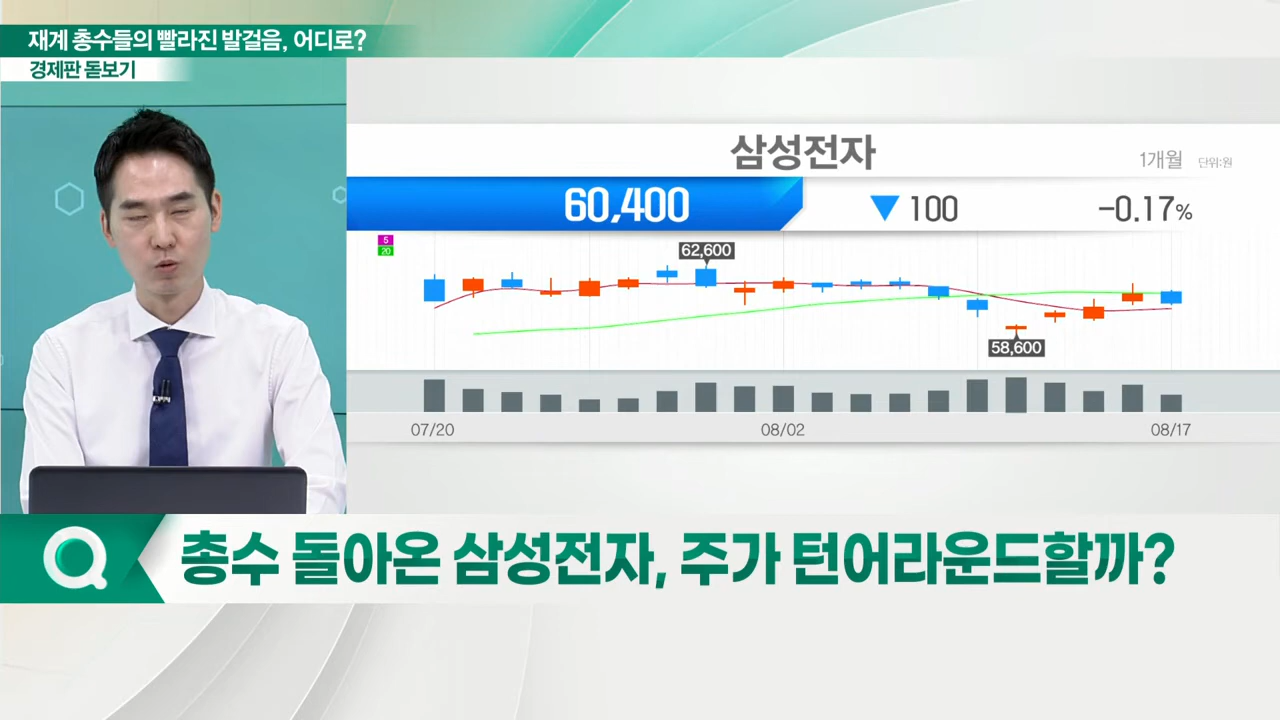 재계 총수들의 빨라진 발걸음, 어디로?
경제판 돋보기
삼성전자
1개월 단위:원
60,400 ▼ 100 -0.17%
5
20
62,600
58,600
07/20 08/02 08/17
총수 돌아온 삼성전자, 주가 턴어라운드할까?